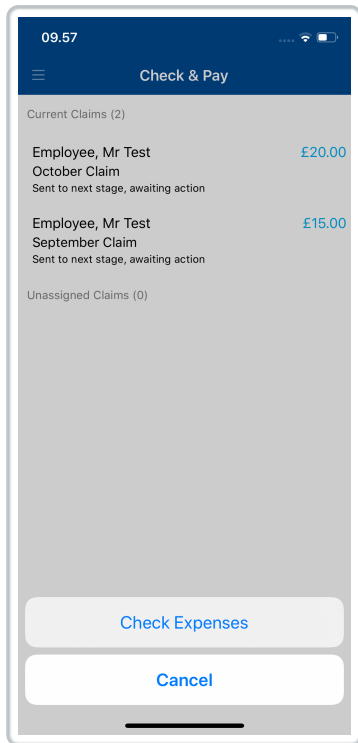 09.57
Check & Pay
Current Claims (2)
Employee, Mr Test £20.00
October Claim
Sent to next stage, awaiting action
Employee, Mr Test £15.00
September Claim
Sent to next stage, awaiting action
Unassigned Claims (0)
Check Expenses
Cancel